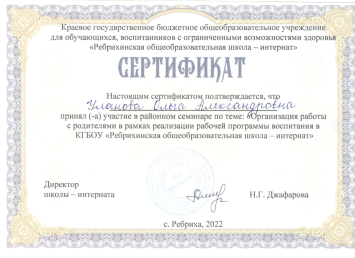 Краевое государственное бюджетное общеобразовательное учреждение
для обучающихся, воспитанников с ограниченными возможностями здоровья
«Ребрихинская общеобразовательная школа – интернат»
СЕРТИФИКАТ
Настоящим сертификатом подтверждается, что
Уланова Ольга Александровна
принял (-а) участие в районном семинаре по теме: «Организация работы
с родителями в рамках реализации рабочей программы воспитания в
КГБОУ «Ребрихинская общеобразовательная школа – интернат»
Директор
школы – интерната
Н.Г. Джафарова
с. Ребриха, 2022